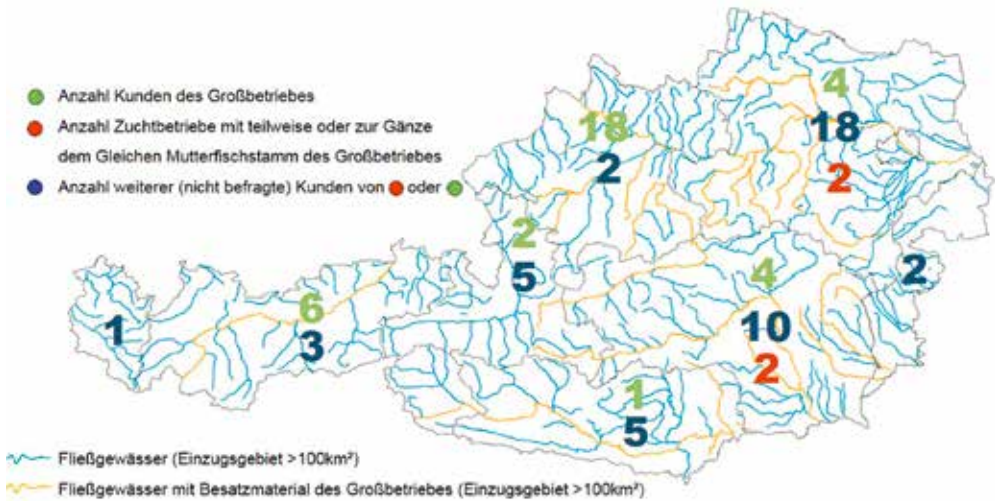 Anzahl Kunden des Großbetriebes
Anzahl Zuchtbetriebe mit teilweise oder zur Gänze
dem Gleichen Mutterfischstamm des Großbetriebes
Anzahl weiterer (nicht befragte) Kunden von oder
4
18
18
2
2
2
5
2
4
6
10
1
3
2
1
5
Fließgewässer (Einzugsgebiet >100km²)
Fließgewässer mit Besatzmaterial des Großbetriebes (Einzugsgebiet >100km²)